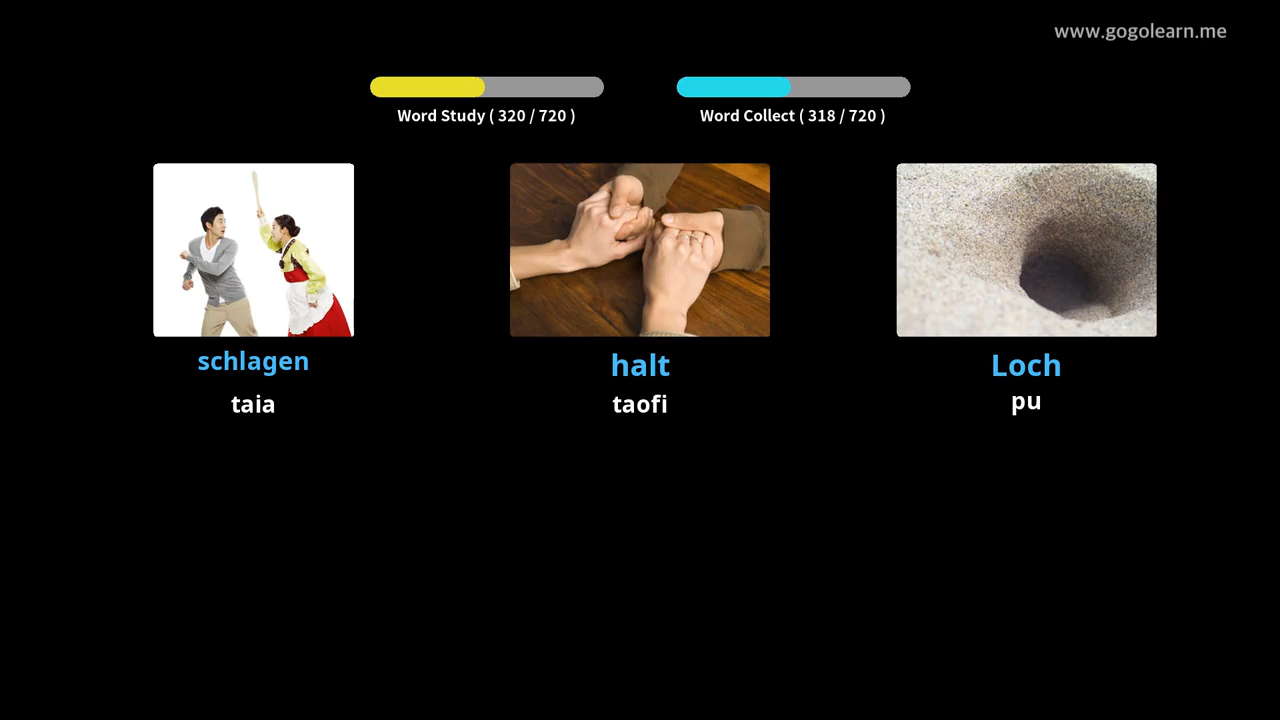 www.gogolearn.me
Word Study ( 320 / 720 )
Word Collect ( 318 / 720 )
schlagen
taia
halt
taofi
Loch
pu